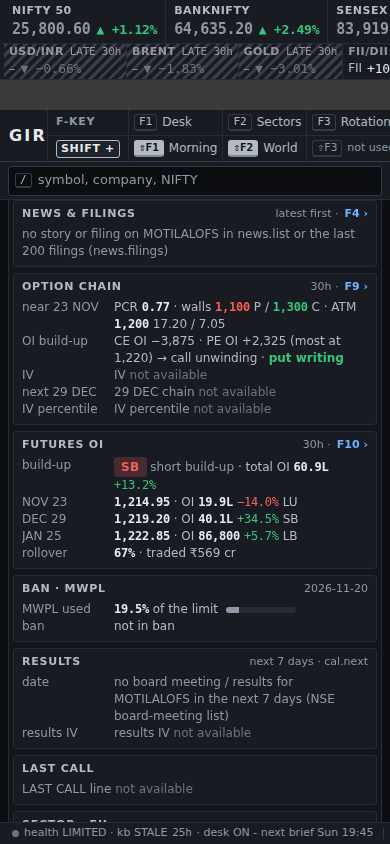 NIFTY 50 BANKNIFTY SENSEX
25,800.60 ▲ +1.12% 64,635.20 ▲ +2.49% 83,919
USD/INR LATE 30h BRENT LATE 30h GOLD LATE 30h FII/DII
– ▼ −0.66% – ▼ −1.83% – ▼ −3.01% FII +10
GIR F-KEY F1 Desk F2 Sectors F3 Rotation
SHIFT + ⇧F1 Morning ⇧F2 World ⇧F3 not used
/ symbol, company, NIFTY
NEWS & FILINGS latest first · F4 ›
no story or filing on MOTILALOFS in news.list or the last
200 filings (news.filings)
OPTION CHAIN 30h · F9 ›
near 23 NOV PCR 0.77 · walls 1,100 P / 1,300 C · ATM
1,200 17.20 / 7.05
OI build-up CE OI −3,875 · PE OI +2,325 (most at
1,220) → call unwinding · put writing
IV IV not available
next 29 DEC 29 DEC chain not available
IV percentile IV percentile not available
FUTURES OI 30h · F10 ›
build-up SB short build-up · total OI 60.9L
+13.2%
NOV 23 1,214.95 · OI 19.9L −14.0% LU
DEC 29 1,219.20 · OI 40.1L +34.5% SB
JAN 25 1,222.85 · OI 86,800 +5.7% LB
rollover 67% · traded ₹569 cr
BAN · MWPL 2026-11-20
MWPL used 19.5% of the limit
ban not in ban
RESULTS next 7 days · cal.next
date no board meeting / results for
MOTILALOFS in the next 7 days (NSE
board-meeting list)
results IV results IV not available
LAST CALL
LAST CALL line not available
health LIMITED · kb STALE 25h · desk ON - next brief Sun 19:45